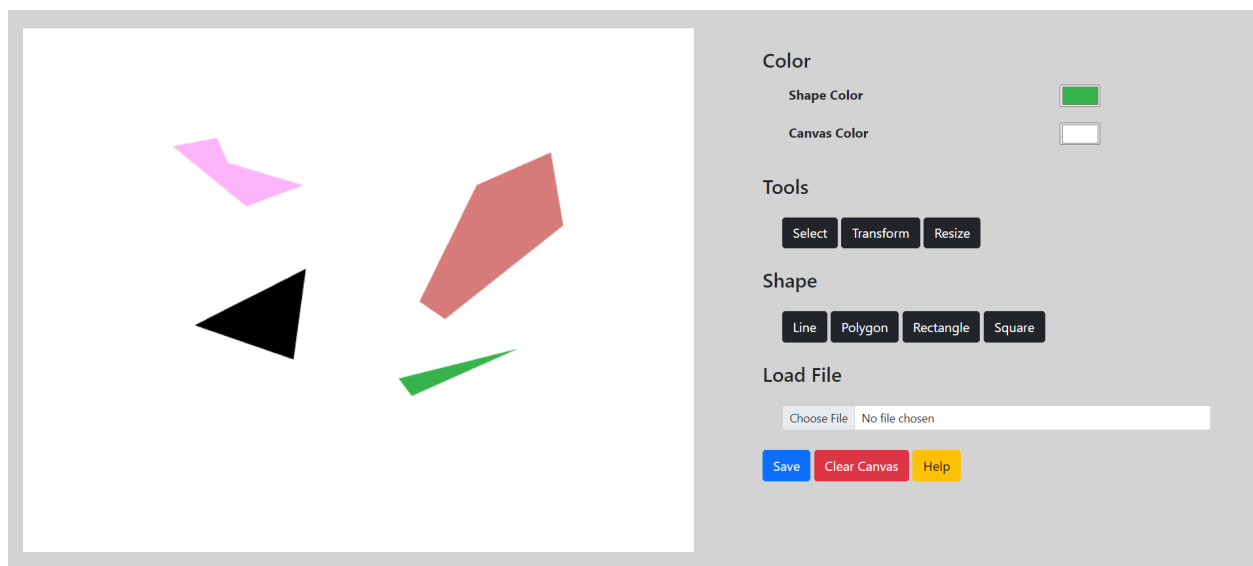 Color
Shape Color
Canvas Color
Tools
Select Transform Resize
Shape
Line Polygon Rectangle Square
Load File
Choose File No file chosen
Save Clear Canvas Help